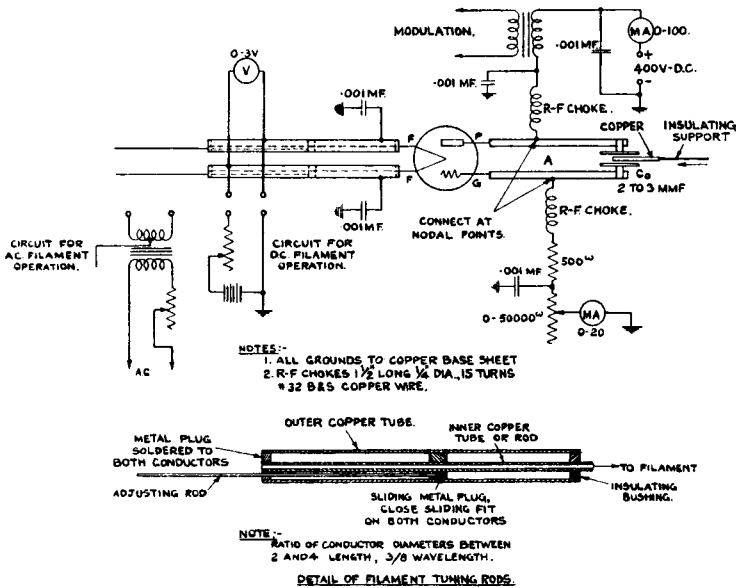 MODULATION.
.001 MF.
MA 0-100.
+
400V-D.C.
-
0-3V
V
.001 MF.
.001 MF.
R-F CHOKE
COPPER
INSULATING
SUPPORT
F
P
A
F
G
C₀
2 TO 3 MMF
.001 MF.
CONNECT AT
NODAL POINTS.
R-F CHOKE.
CIRCUIT FOR
A.C. FILAMENT
OPERATION.
CIRCUIT FOR
D.C. FILAMENT
OPERATION.
500ω
.001 MF.
0-50000ω
MA
0-20
AC
NOTES:-
1. ALL GROUNDS TO COPPER BASE SHEET
2. R-F CHOKES 1 1/2" LONG 1/4" DIA., 15 TURNS
#32 B&S COPPER WIRE.
OUTER COPPER TUBE.
INNER COPPER
TUBE OR ROD
METAL PLUG
SOLDERED TO
BOTH CONDUCTORS
TO FILAMENT
ADJUSTING ROD
SLIDING METAL PLUG,
CLOSE SLIDING FIT
ON BOTH CONDUCTORS
INSULATING
BUSHING.
NOTE:-
RATIO OF CONDUCTOR DIAMETERS BETWEEN
2 AND 4 LENGTH, 3/8 WAVELENGTH.
DETAIL OF FILAMENT TUNING RODS.